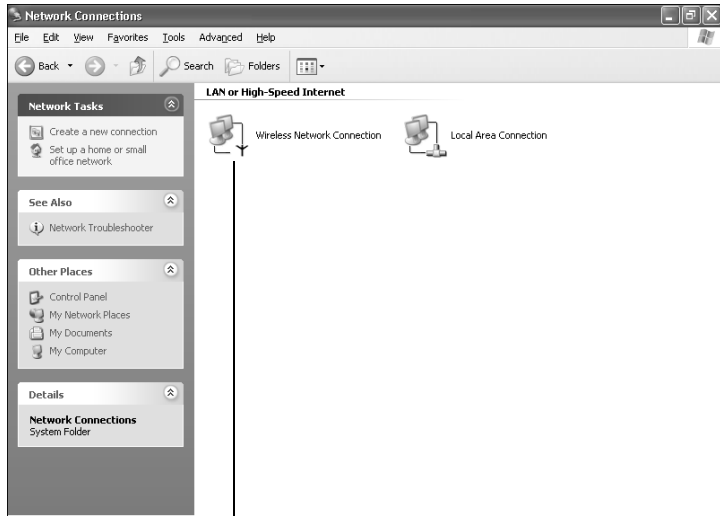 Network Connections
File Edit View Favorites Tools Advanced Help
Back Search Folders
Network Tasks
Create a new connection
Set up a home or small
office network
See Also
Network Troubleshooter
Other Places
Control Panel
My Network Places
My Documents
My Computer
Details
Network Connections
System Folder
LAN or High-Speed Internet
Wireless Network Connection
Local Area Connection